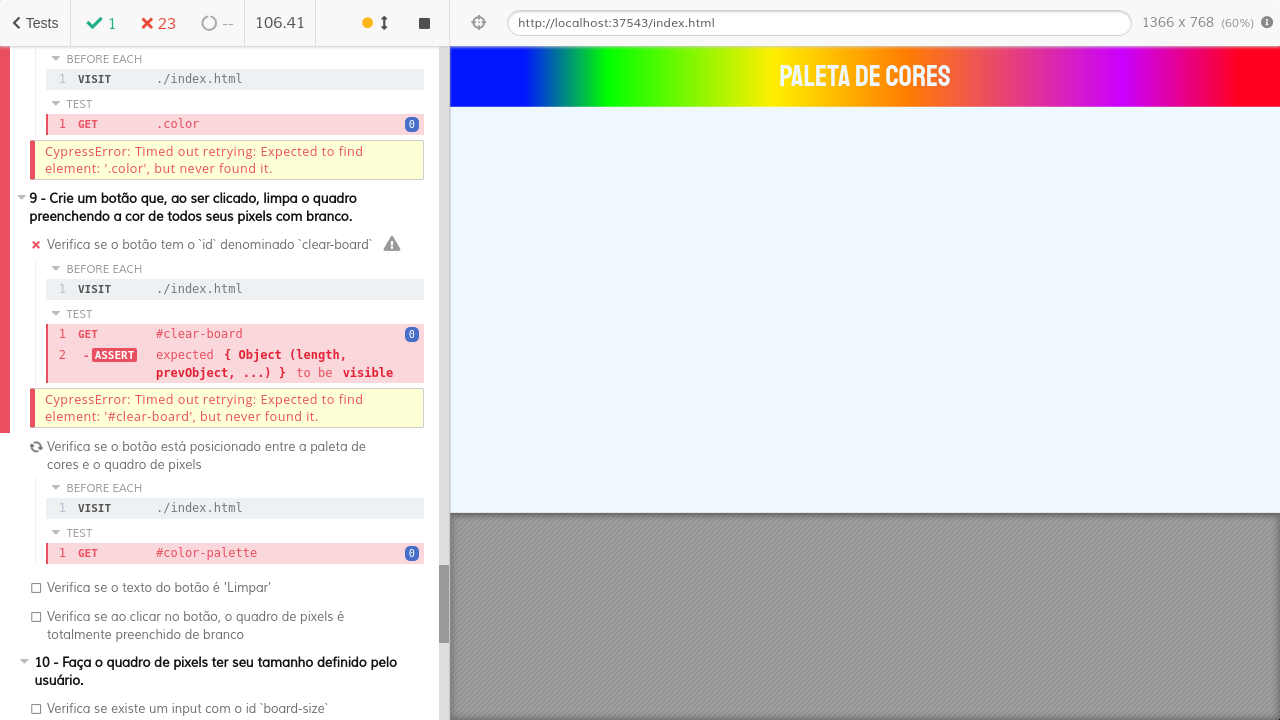 Tests
1
23
--
106.41
http://localhost:37543/index.html
1366 x 768 (60%)
BEFORE EACH
1 VISIT ./index.html
TEST
1 GET .color 0
CypressError: Timed out retrying: Expected to find
element: '.color', but never found it.
9 - Crie um botão que, ao ser clicado, limpa o quadro
preenchendo a cor de todos seus pixels com branco.
Verifica se o botão tem o `id` denominado `clear-board`
BEFORE EACH
1 VISIT ./index.html
TEST
1 GET #clear-board 0
2 -ASSERT expected { Object (length,
prevObject, ...) } to be visible
CypressError: Timed out retrying: Expected to find
element: '#clear-board', but never found it.
Verifica se o botão está posicionado entre a paleta de
cores e o quadro de pixels
BEFORE EACH
1 VISIT ./index.html
TEST
1 GET #color-palette 0
Verifica se o texto do botão é 'Limpar'
Verifica se ao clicar no botão, o quadro de pixels é
totalmente preenchido de branco
10 - Faça o quadro de pixels ter seu tamanho definido pelo
usuário.
Verifica se existe um input com o id `board-size`
PALETA DE CORES